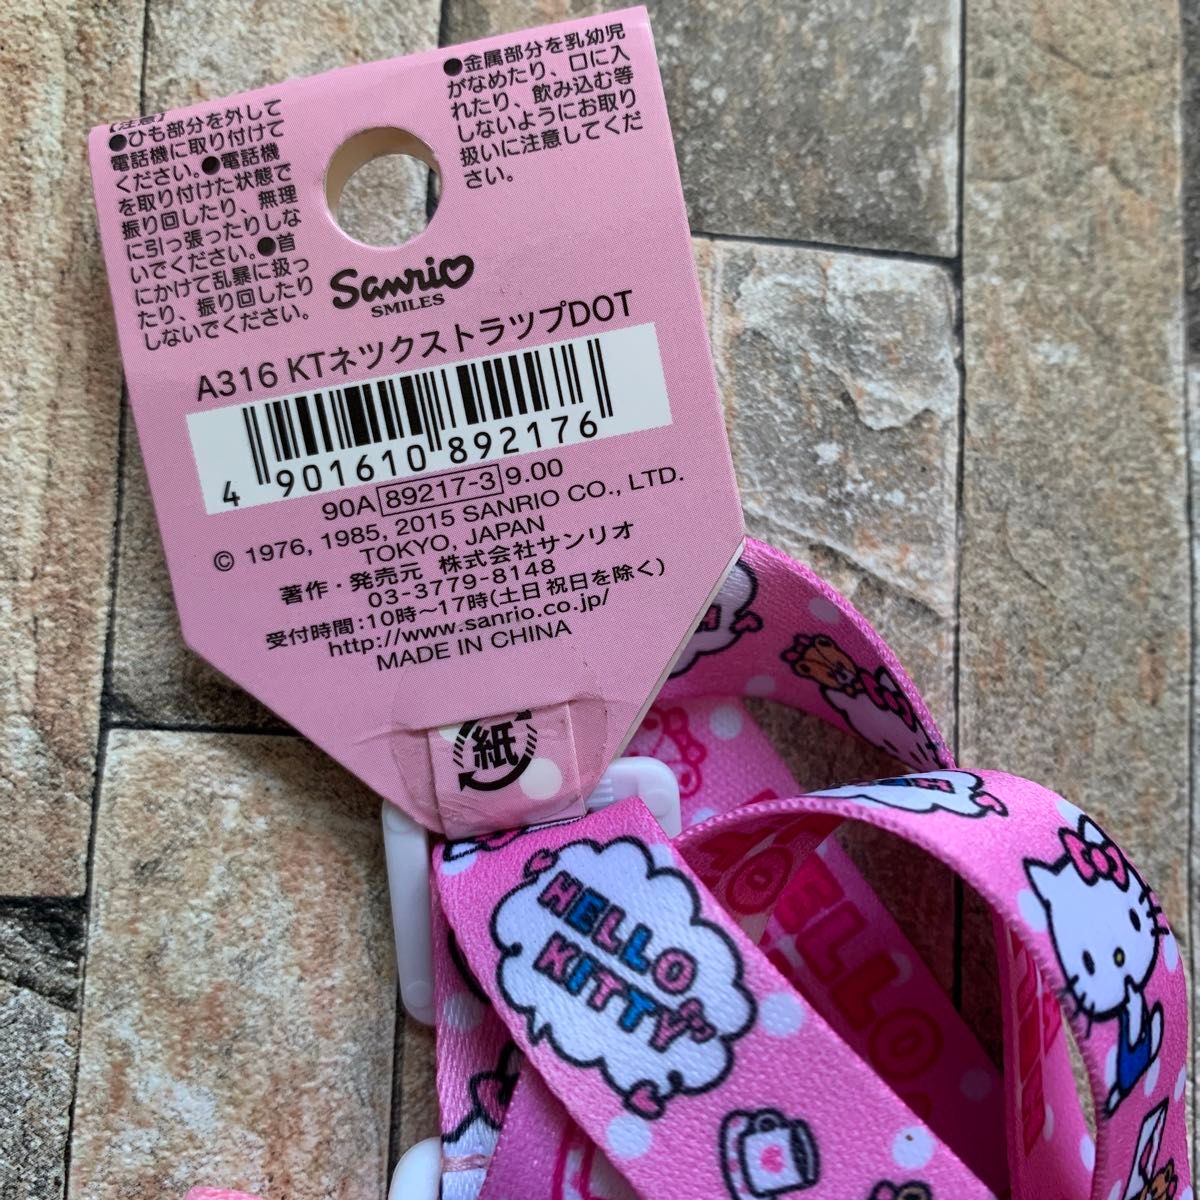 【注意】
●ひも部分を外して
電話機に取り付けて
ください。●電話機
を取り付けた状態で
振り回したり、無理
に引っ張ったりしな
いでください。●首
にかけて乱暴に扱っ
たり、振り回したり
しないでください。
●金属部分を乳幼児
がなめたり、口に入
れたり、飲み込む等
しないようにお取り
扱いに注意してくだ
さい。
Sanrio
SMILES
A316 KTネツクストラツプDOT
4 901610 892176
90A 89217-3 9.00
© 1976, 1985, 2015 SANRIO CO., LTD.
TOKYO, JAPAN
著作・発売元 株式会社サンリオ
03-3779-8148
受付時間:10時～17時(土日祝日を除く)
http://www.sanrio.co.jp/
MADE IN CHINA
紙
HELLO
KITTY
HELLO